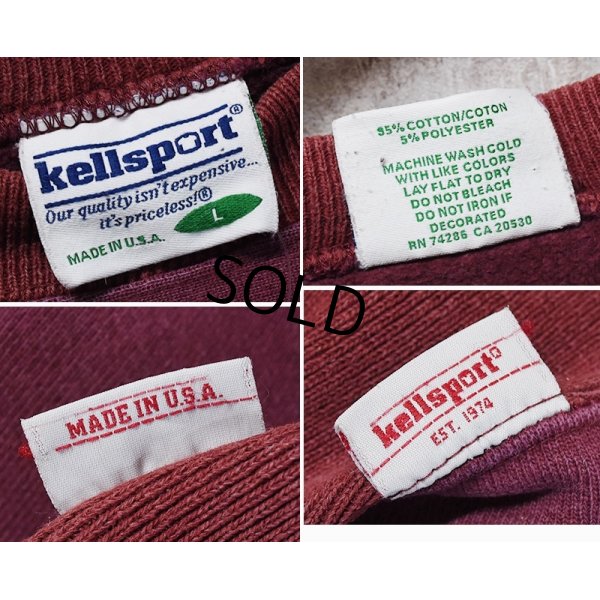 kellsport®
Our quality isn't expensive...
it's priceless!®
L
MADE IN U.S.A.
95% COTTON/COTON
5% POLYESTER
MACHINE WASH COLD
WITH LIKE COLORS
LAY FLAT TO DRY
DO NOT BLEACH
DO NOT IRON IF
DECORATED
RN 74286 CA 20530
SOLD
MADE IN U.S.A.
kellsport®
EST. 1974